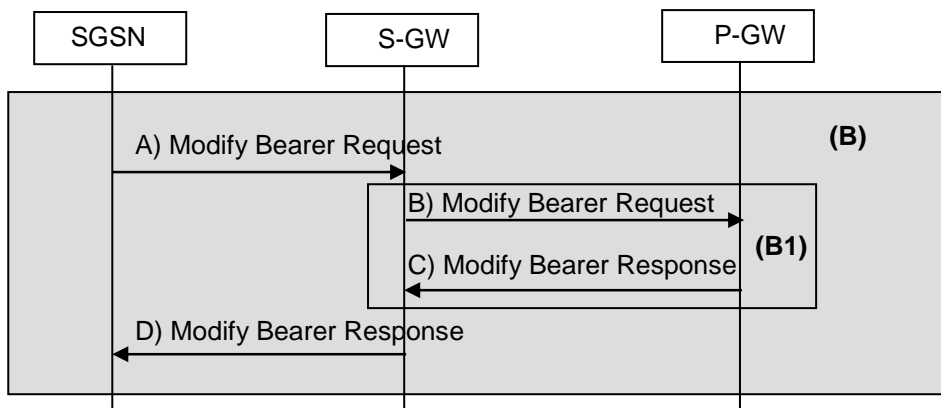 SGSN
S-GW
P-GW
(B)
A) Modify Bearer Request
B) Modify Bearer Request
(B1)
C) Modify Bearer Response
D) Modify Bearer Response